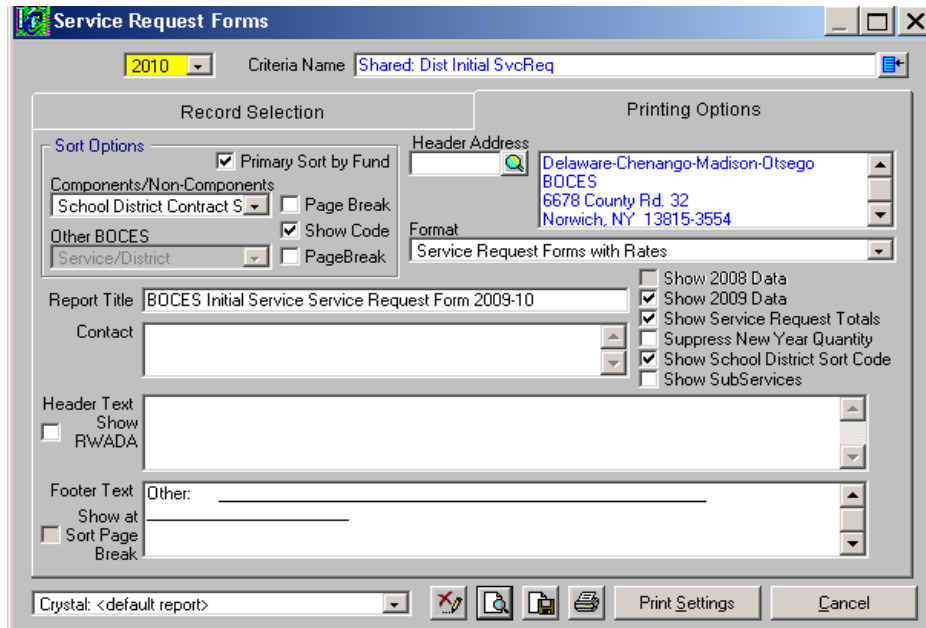 Service Request Forms
2010
Criteria Name
Shared: Dist Initial SvcReq
Record Selection
Printing Options
Sort Options
Primary Sort by Fund
Components/Non-Components
School District Contract S
Page Break
Show Code
Other BOCES
Service/District
PageBreak
Header Address
Delaware-Chenango-Madison-Otsego
BOCES
6678 County Rd. 32
Norwich, NY 13815-3554
Format
Service Request Forms with Rates
Show 2008 Data
Show 2009 Data
Show Service Request Totals
Suppress New Year Quantity
Show School District Sort Code
Show SubServices
Report Title
BOCES Initial Service Service Request Form 2009-10
Contact
Header Text
Show
RWADA
Footer Text
Other:
Show at
Sort Page
Break
Crystal: <default report>
Print Settings
Cancel